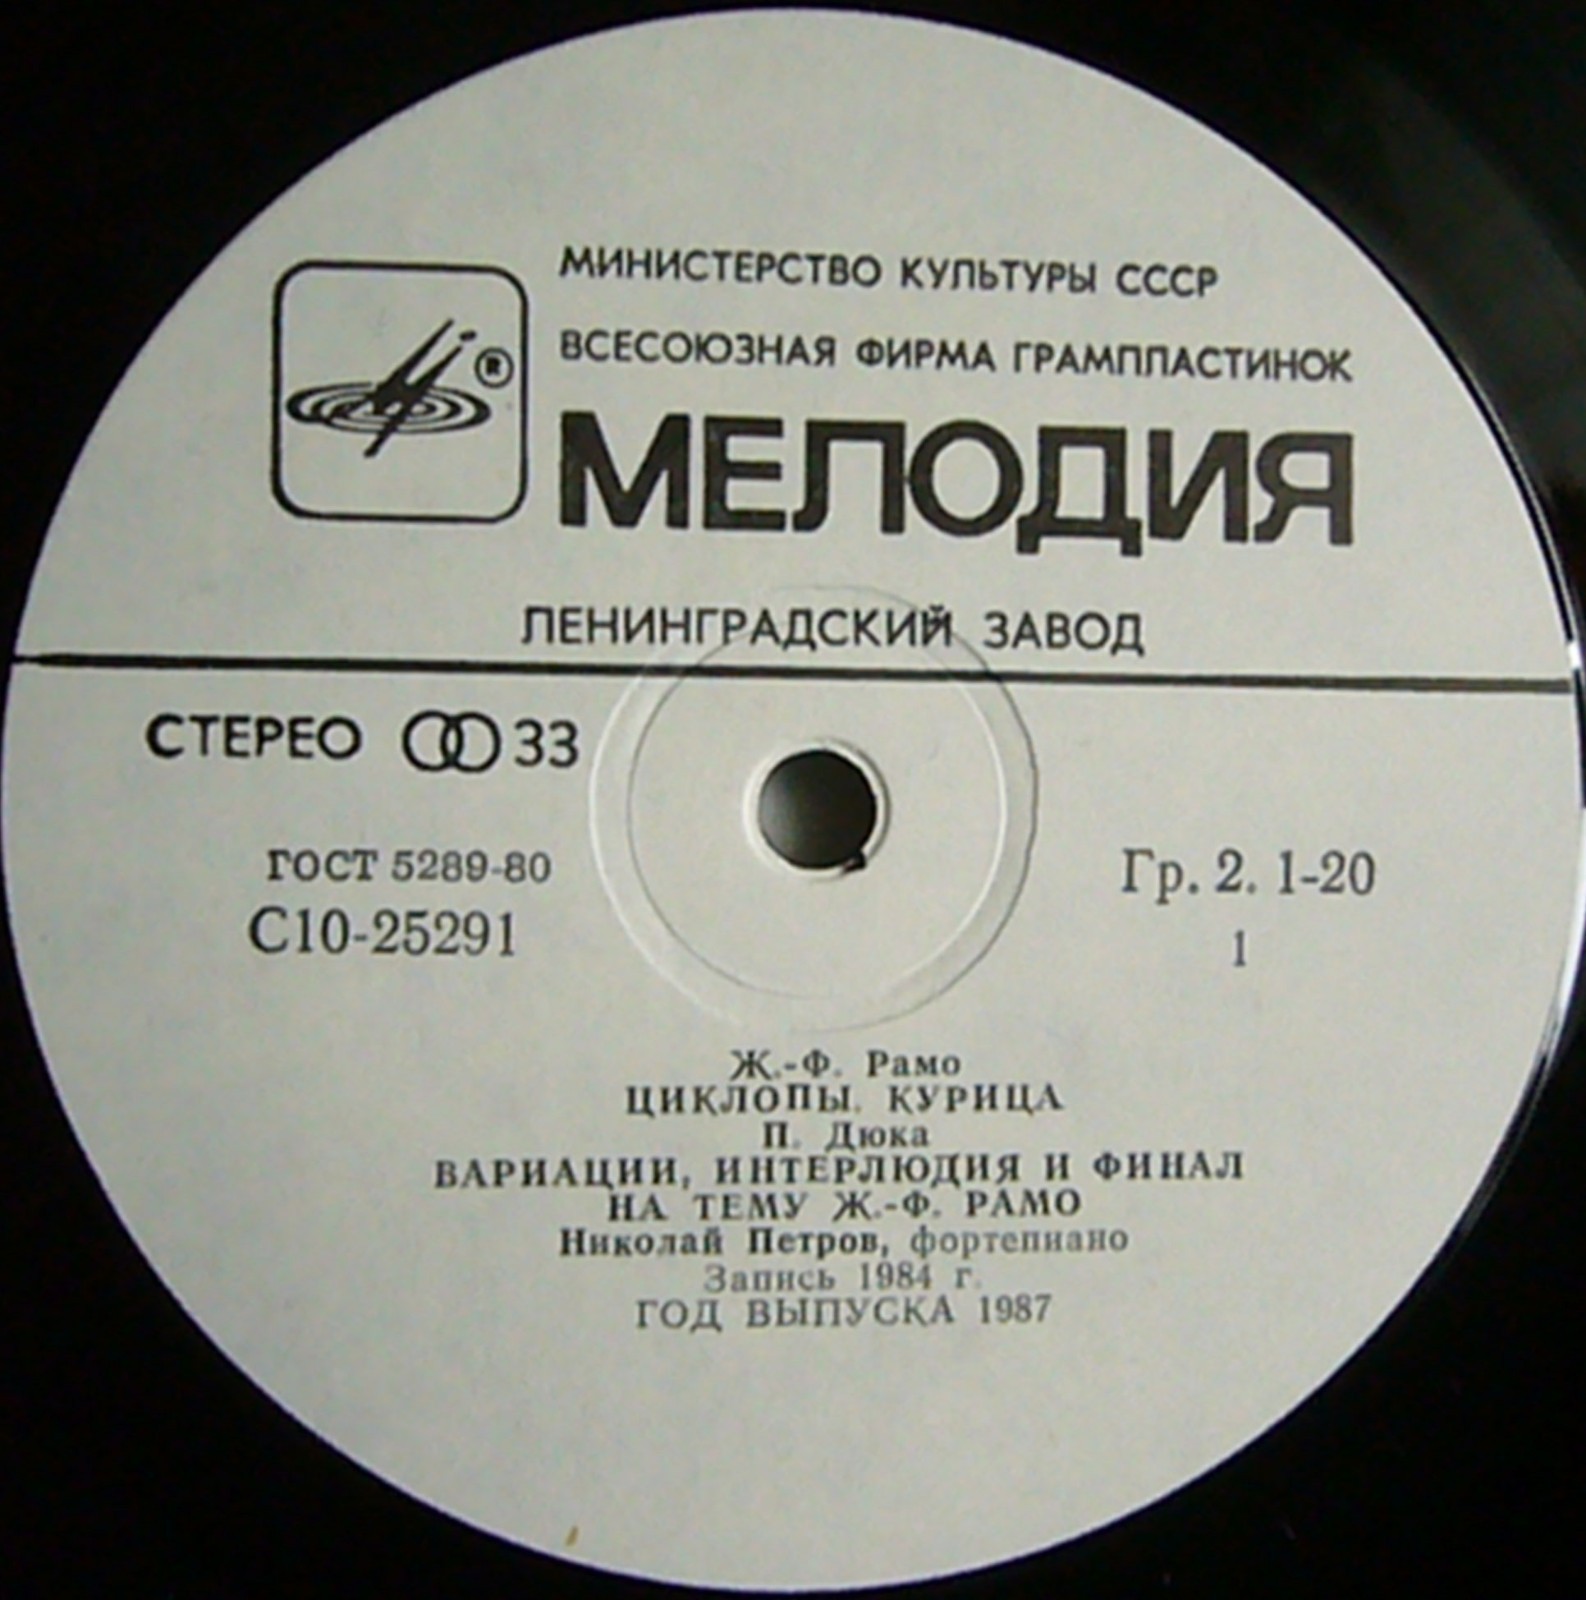 МИНИСТЕРСТВО КУЛЬТУРЫ СССР
ВСЕСОЮЗНАЯ ФИРМА ГРАМПЛАСТИНОК
®
МЕЛОДИЯ
ЛЕНИНГРАДСКИЙ ЗАВОД
СТЕРЕО 33
ГОСТ 5289-80
С10-25291
Гр. 2. 1-20
1
Ж.-Ф. Рамо
ЦИКЛОПЫ. КУРИЦА
П. Дюка
ВАРИАЦИИ, ИНТЕРЛЮДИЯ И ФИНАЛ
НА ТЕМУ Ж.-Ф. РАМО
Николай Петров, фортепиано
Запись 1984 г.
ГОД ВЫПУСКА 1987